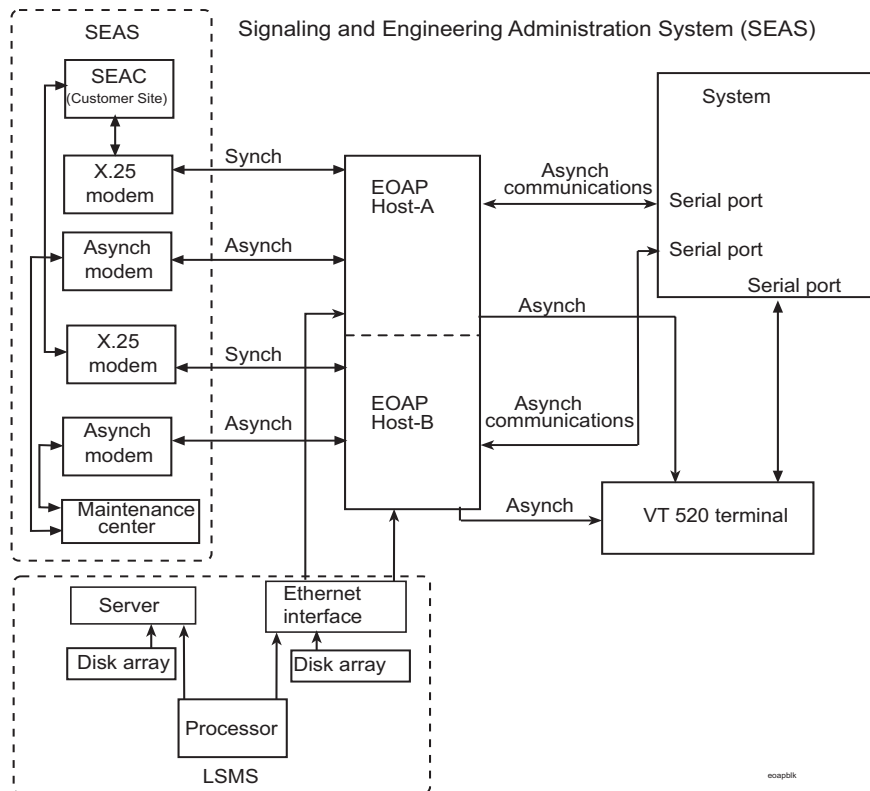 SEAS
Signaling and Engineering Administration System (SEAS)
SEAC
(Customer Site)
System
X.25
modem
Synch
EOAP
Host-A
Asynch
communications
Serial port
Asynch
modem
Asynch
Serial port
Serial port
Asynch
X.25
modem
Synch
EOAP
Host-B
Asynch
communications
Asynch
modem
Asynch
Maintenance
center
Asynch
VT 520 terminal
Server
Ethernet
interface
Disk array
Disk array
Processor
LSMS
eoapblk